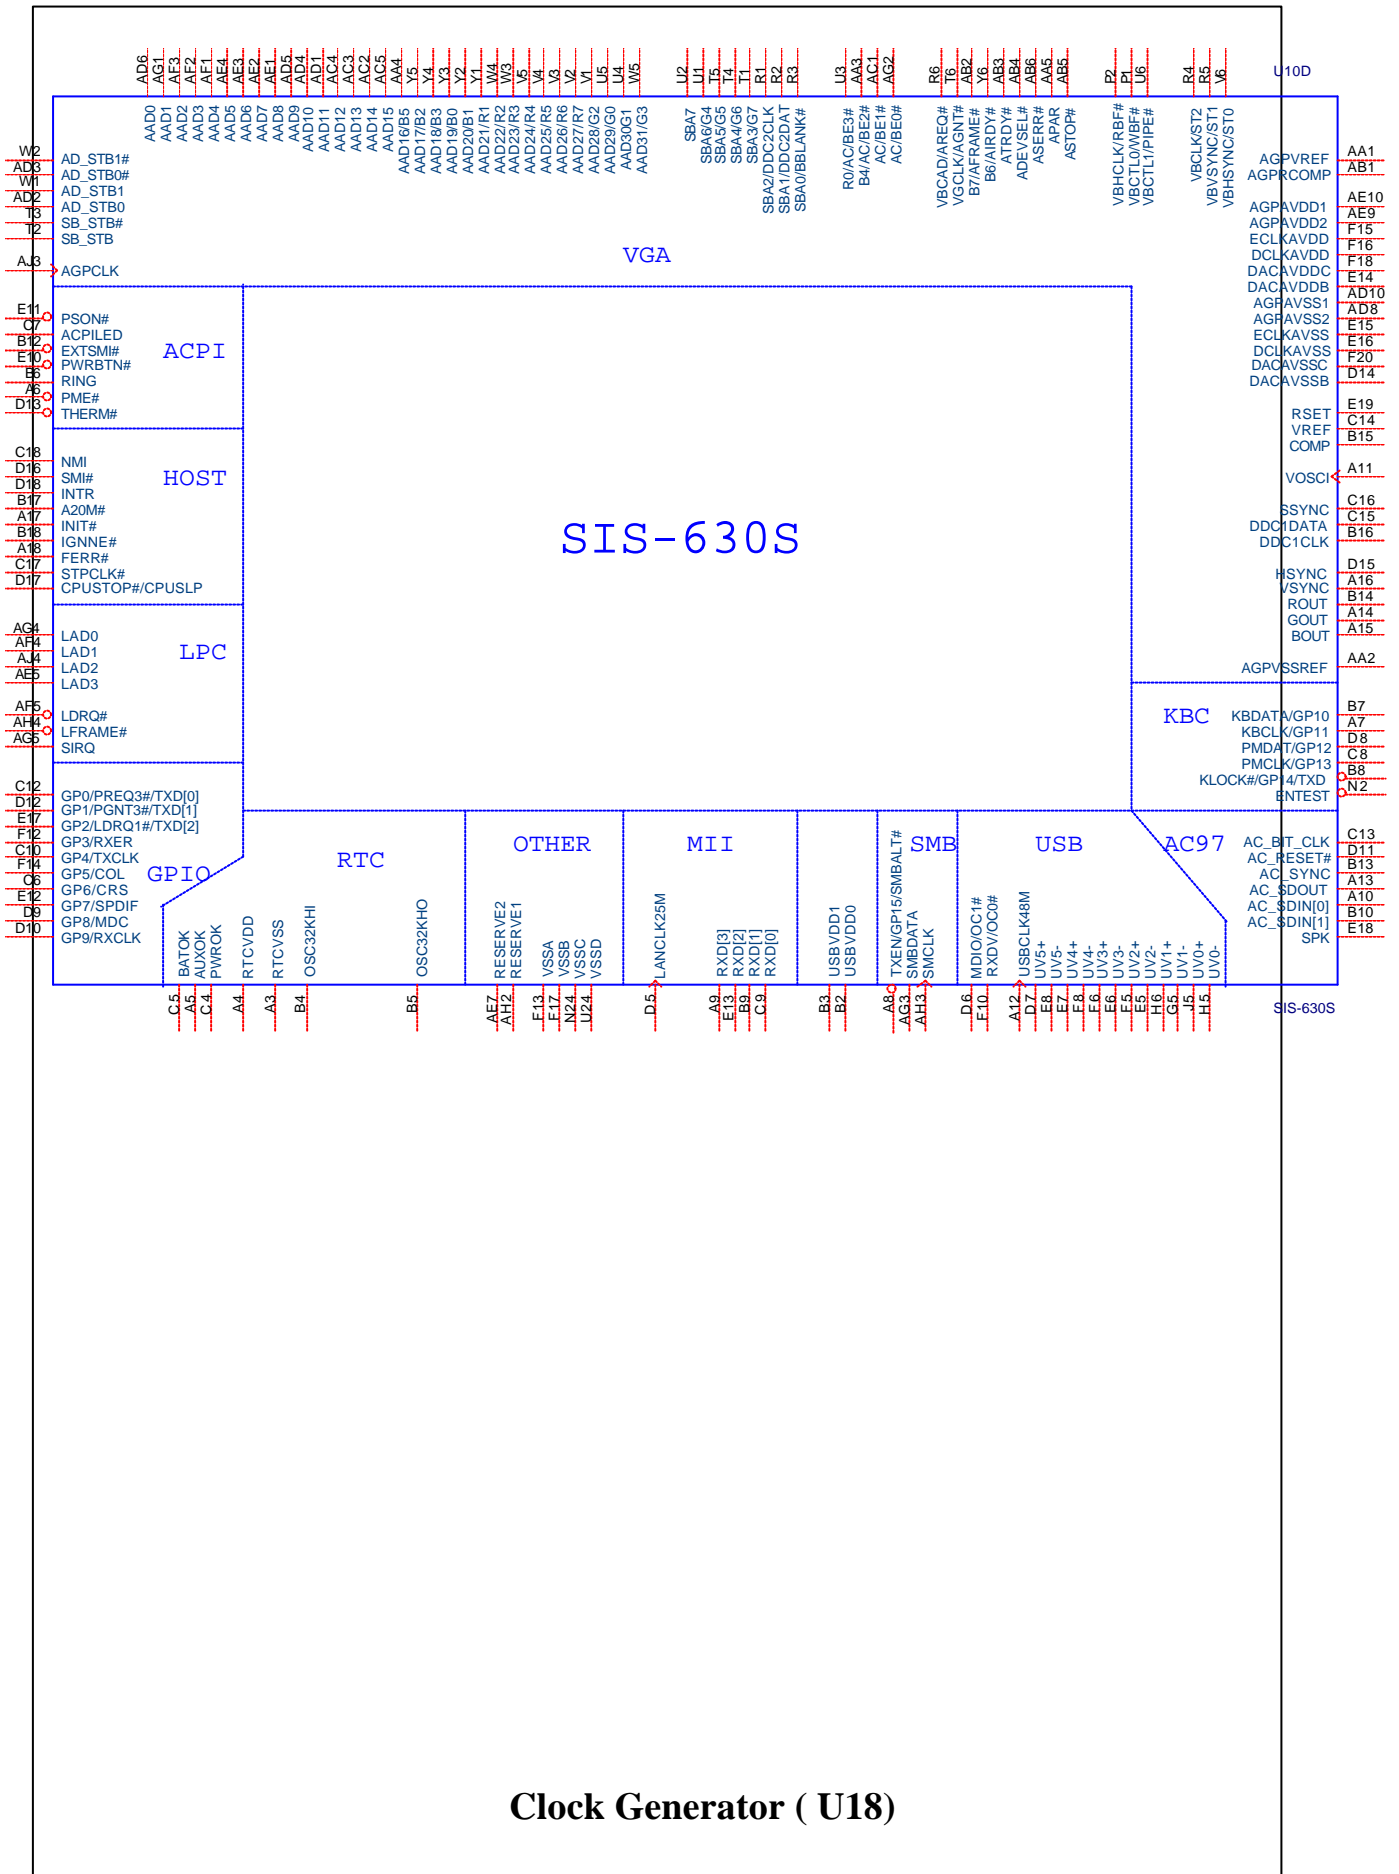 AD6 AG1 AF3 AF2 AF1 AE4 AE3 AE2 AE1 AD5 AD4 AD1 AC4 AC3 AC2 AC5 AA4 Y5 Y4 Y3 Y2 Y1 W4 W3 V5 V4 V3 V2 V1 U5 U4 W5 U2 U1 T5 T4 T1 R1 R2 R3 U3 AA3 AC1 AG2 R6 T6 AB2 Y6 AB3 AB4 AB6 AA5 AB5 P2 P1 U6 R4 R5 V6
U10D
AAD0 AAD1 AAD2 AAD3 AAD4 AAD5 AAD6 AAD7 AAD8 AAD9 AAD10 AAD11 AAD12 AAD13 AAD14 AAD15 AAD16/B5 AAD17/B2 AAD18/B3 AAD19/B0 AAD20/B1 AAD21/R1 AAD22/R2 AAD23/R3 AAD24/R4 AAD25/R5 AAD26/R6 AAD27/R7 AAD28/G2 AAD29/G0 AAD30G1 AAD31/G3 SBA7 SBA6/G4 SBA5/G5 SBA4/G6 SBA3/G7 SBA2/DDC2CLK SBA1/DDC2DAT SBA0/BBLANK# R0/AC/BE3# B4/AC/BE2# AC/BE1# AC/BE0# VBCAD/AREQ# VGCLK/AGNT# B7/AFRAME# B6/AIRDY# ATRDY# ADEVSEL# ASERR# APAR ASTOP# VBHCLK/RBF# VBCTL0/WBF# VBCTL1/PIPE# VBCLK/ST2 VBVSYNC/ST1 VBHSYNC/ST0
W2 AD_STB1#
AD3 AD_STB0#
W1 AD_STB1
AD2 AD_STB0
T3 SB_STB#
T2 SB_STB
AJ3 AGPCLK
VGA
AGPVREF AA1
AGPRCOMP AB1
AGPAVDD1 AE10
AGPAVDD2 AE9
ECLKAVDD F15
DCLKAVDD F16
DACAVDDC F18
DACAVDDB E14
AGPAVSS1 AD10
AGPAVSS2 AD8
ECLKAVSS E15
DCLKAVSS E16
DACAVSSC F20
DACAVSSB D14
E11 PSON#
C7 ACPILED
B12 EXTSMI#
E10 PWRBTN#
E6 RING
A6 PME#
D13 THERM#
ACPI
RSET E19
VREF C14
COMP B15
VOSCI A11
C18 NMI
D16 SMI#
D18 INTR
B17 A20M#
A17 INIT#
B18 IGNNE#
A18 FERR#
C17 STPCLK#
D17 CPUSTOP#/CPUSLP
HOST
SIS-630S
SSYNC C16
DDC1DATA C15
DDC1CLK B16
HSYNC D15
VSYNC A16
ROUT B14
GOUT A14
BOUT A15
AGPVSSREF AA2
AG4 LAD0
AF4 LAD1
AJ4 LAD2
AE5 LAD3
LPC
AF5 LDRQ#
AH4 LFRAME#
AG5 SIRQ
KBC
KBDATA/GP10 B7
KBCLK/GP11 A7
PMDAT/GP12 D8
PMCLK/GP13 C8
KLOCK#/GP14/TXD B8
ENTEST N2
C12 GP0/PREQ3#/TXD[0]
D12 GP1/PGNT3#/TXD[1]
E17 GP2/LDRQ1#/TXD[2]
F12 GP3/RXER
C10 GP4/TXCLK
F14 GP5/COL
C6 GP6/CRS
E12 GP7/SPDIF
D9 GP8/MDC
D10 GP9/RXCLK
GPIO
RTC
OTHER
MII
SMB
USB
AC97
AC_BIT_CLK C13
AC_RESET# D11
AC_SYNC B13
AC_SDOUT A13
AC_SDIN[0] A10
AC_SDIN[1] B10
SPK E18
BATOK AUXOK PWROK RTCVDD RTCVSS OSC32KHI OSC32KHO RESERVE2 RESERVE1 VSSA VSSB VSSC VSSD LANCLK25M RXD[3] RXD[2] RXD[1] RXD[0] USBVDD1 USBVDD0 TXEN/GP15/SMBALT# SMBDATA SMCLK MDIO/OC1# RXDV/OC0# USBCLK48M UV5+ UV5- UV4+ UV4- UV3+ UV3- UV2+ UV2- UV1+ UV1- UV0+ UV0-
C5 A5 C4 A4 A3 B4 B5 AE7 AH2 F13 F17 N24 U24 D5 A9 E13 B9 C9 B3 B2 A8 AG3 AH3 D6 F10 A12 D7 E8 E7 F8 F6 E6 F5 E5 H6 G5 J5 H5
SIS-630S
Clock Generator ( U18)